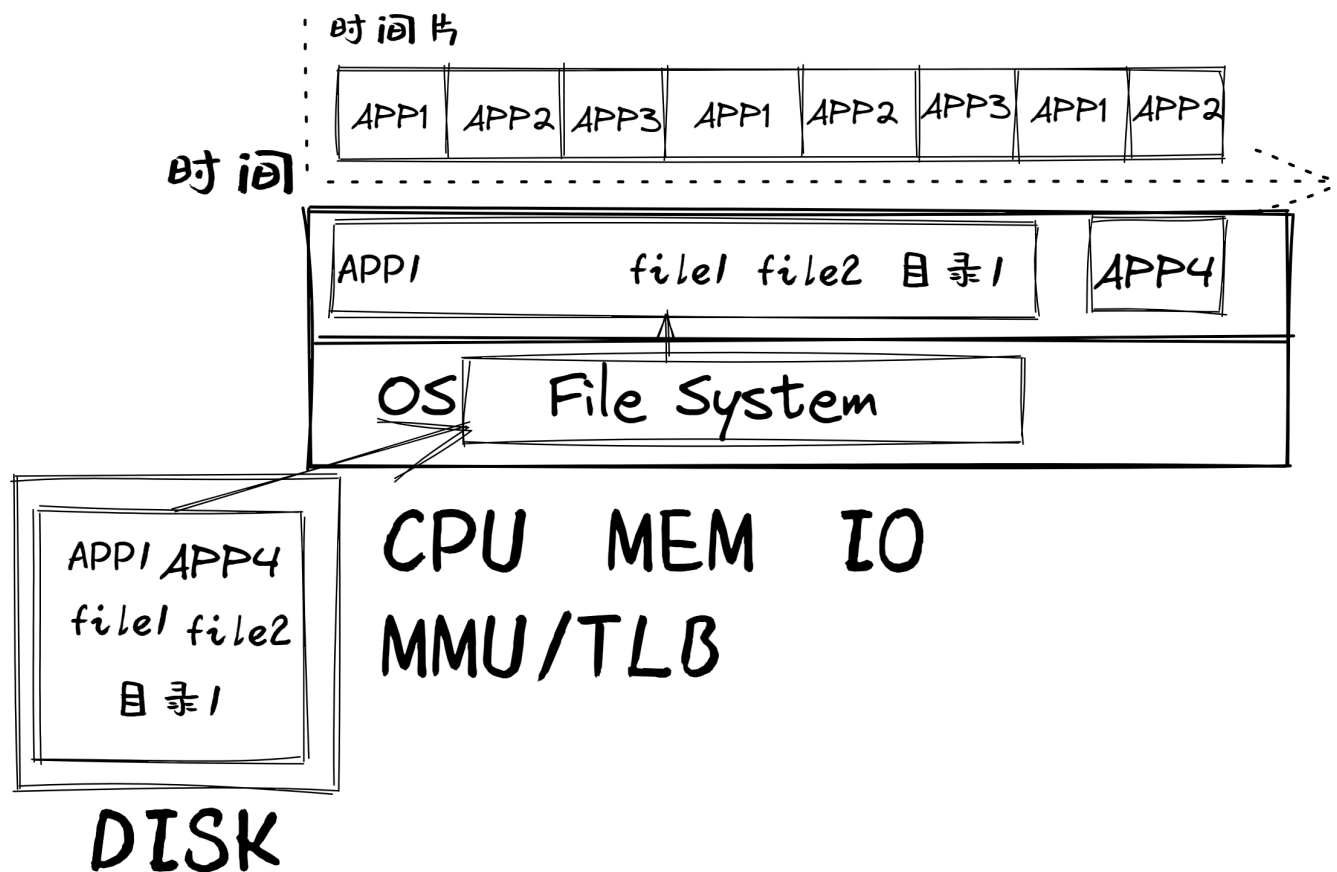 时间片
APP1 APP2 APP3 APP1 APP2 APP3 APP1 APP2
时间
APP1 file1 file2 目录1 APP4
OS File System
CPU MEM IO
MMU/TLB
APP1 APP4
file1 file2
目录1
DISK